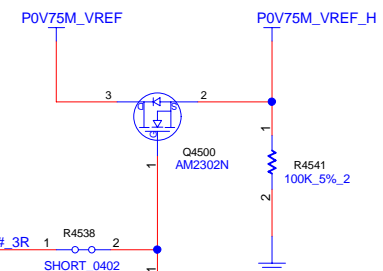 P0V75M_VREF P0V75M_VREF_H
3 2
D S
G
Q4500
AM2302N
1
1
R4541
100K_5%_2
2
R4538
#_3R 1 2
SHORT_0402
1